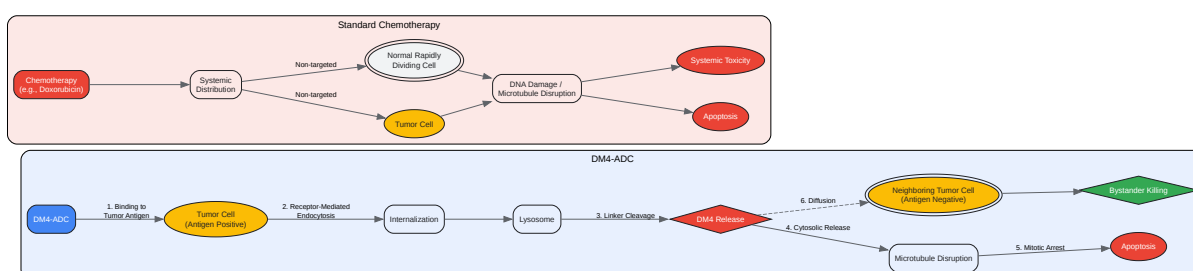 Standard Chemotherapy
Chemotherapy
(e.g., Doxorubicin)
Systemic
Distribution
Non-targeted
Non-targeted
Normal Rapidly
Dividing Cell
Tumor Cell
DNA Damage /
Microtubule Disruption
Systemic Toxicity
Apoptosis
DM4-ADC
DM4-ADC
1. Binding to
Tumor Antigen
Tumor Cell
(Antigen Positive)
2. Receptor-Mediated
Endocytosis
Internalization
Lysosome
3. Linker Cleavage
DM4 Release
6. Diffusion
4. Cytosolic Release
Neighboring Tumor Cell
(Antigen Negative)
Bystander Killing
Microtubule Disruption
5. Mitotic Arrest
Apoptosis